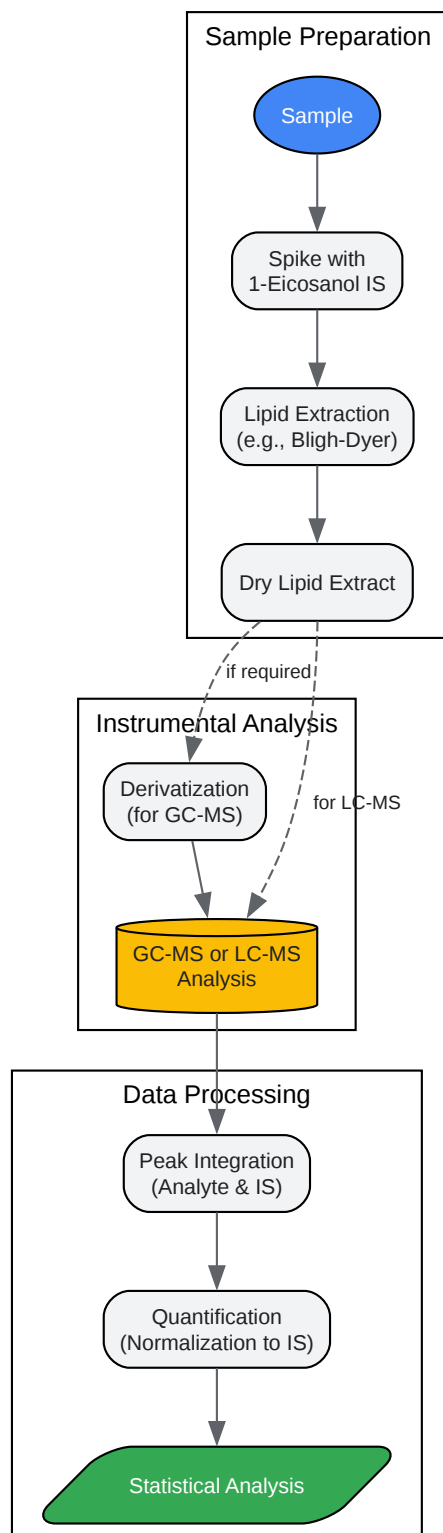 Sample Preparation
Sample
Spike with
1-Eicosanol IS
Lipid Extraction
(e.g., Bligh-Dyer)
Dry Lipid Extract
if required
Instrumental Analysis
Derivatization
(for GC-MS)
for LC-MS
GC-MS or LC-MS
Analysis
Data Processing
Peak Integration
(Analyte & IS)
Quantification
(Normalization to IS)
Statistical Analysis